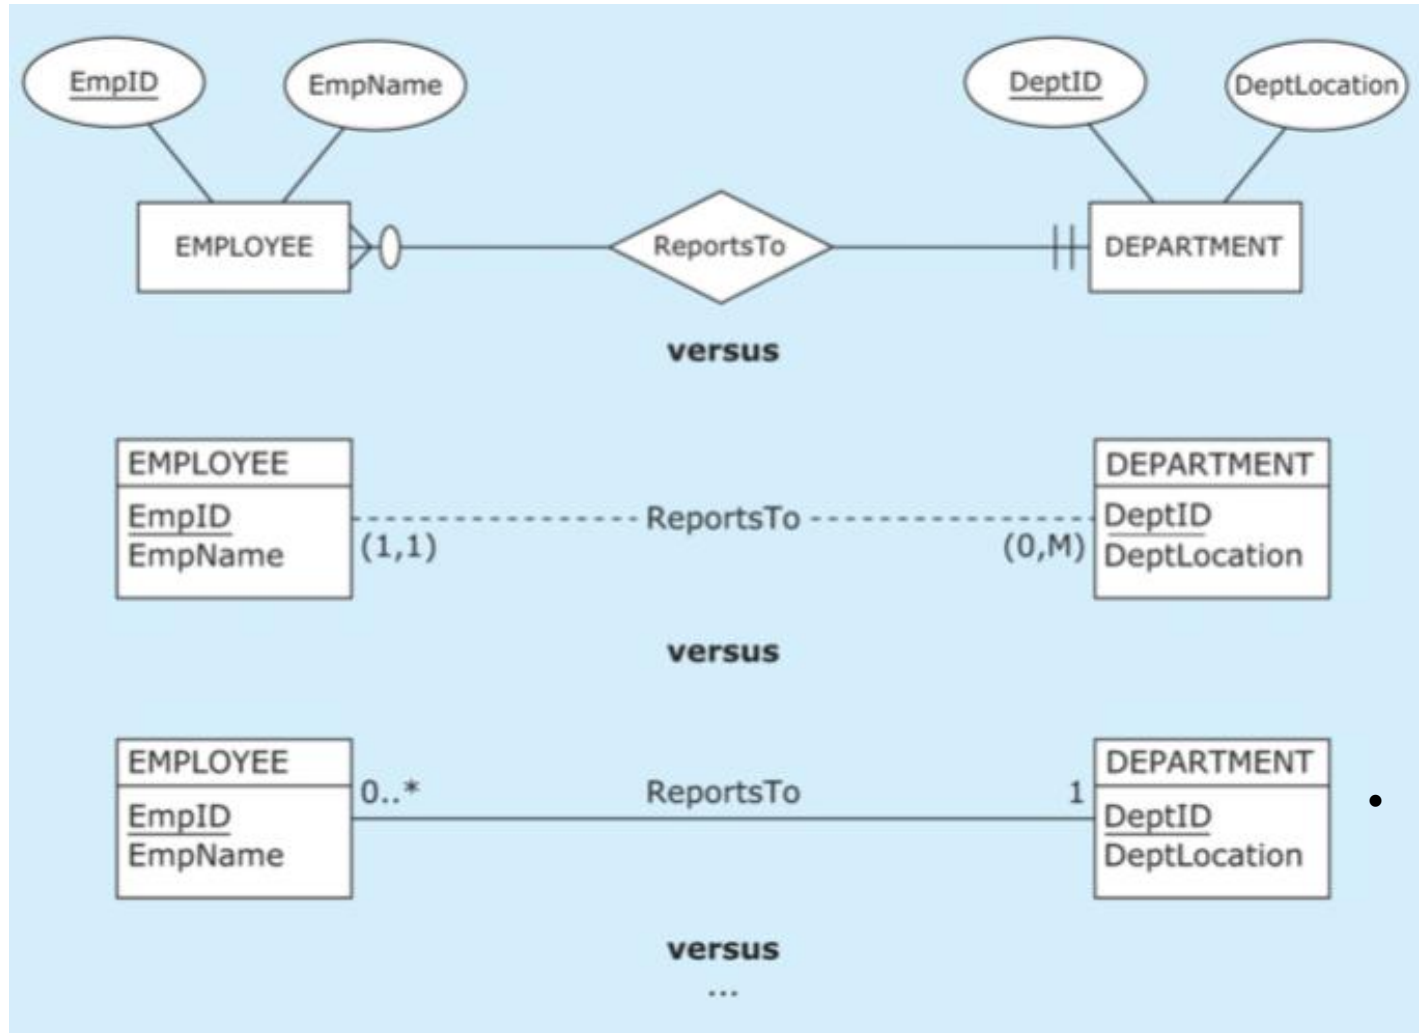 EmpID EmpName DeptID DeptLocation
EMPLOYEE ReportsTo DEPARTMENT
versus
EMPLOYEE DEPARTMENT
EmpID ReportsTo DeptID
EmpName (1,1) (0,M) DeptLocation
versus
EMPLOYEE DEPARTMENT
0..* ReportsTo 1
EmpID DeptID
EmpName DeptLocation
versus
...